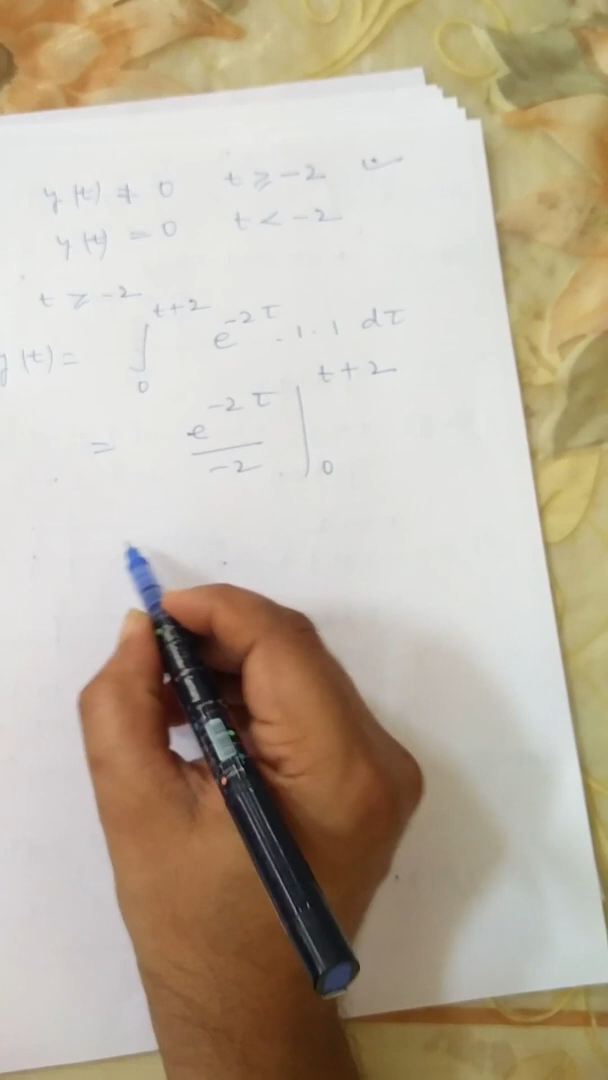 y(t) ≠ 0 t ≥ -2
y(t) = 0 t < -2
t ≥ -2
y(t) = ∫₀^{t+2} e^{-2τ} . 1 . 1 dτ
= e^{-2τ}/-2 |₀^{t+2}